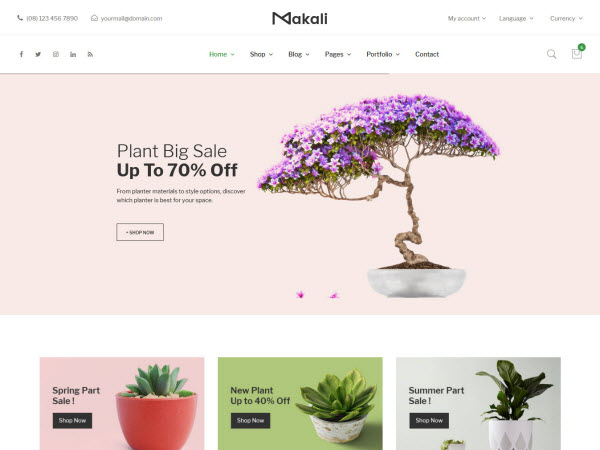 (08) 123 456 7890
yourmail@domain.com
Makali
My account
Language
Currency
Home
Shop
Blog
Pages
Portfolio
Contact
4
Plant Big Sale
Up To 70% Off
From planter materials to style options, discover
which planter is best for your space.
+ SHOP NOW
Spring Part
Sale !
Shop Now
New Plant
Up to 40% Off
Shop Now
Summer Part
Sale !
Shop Now